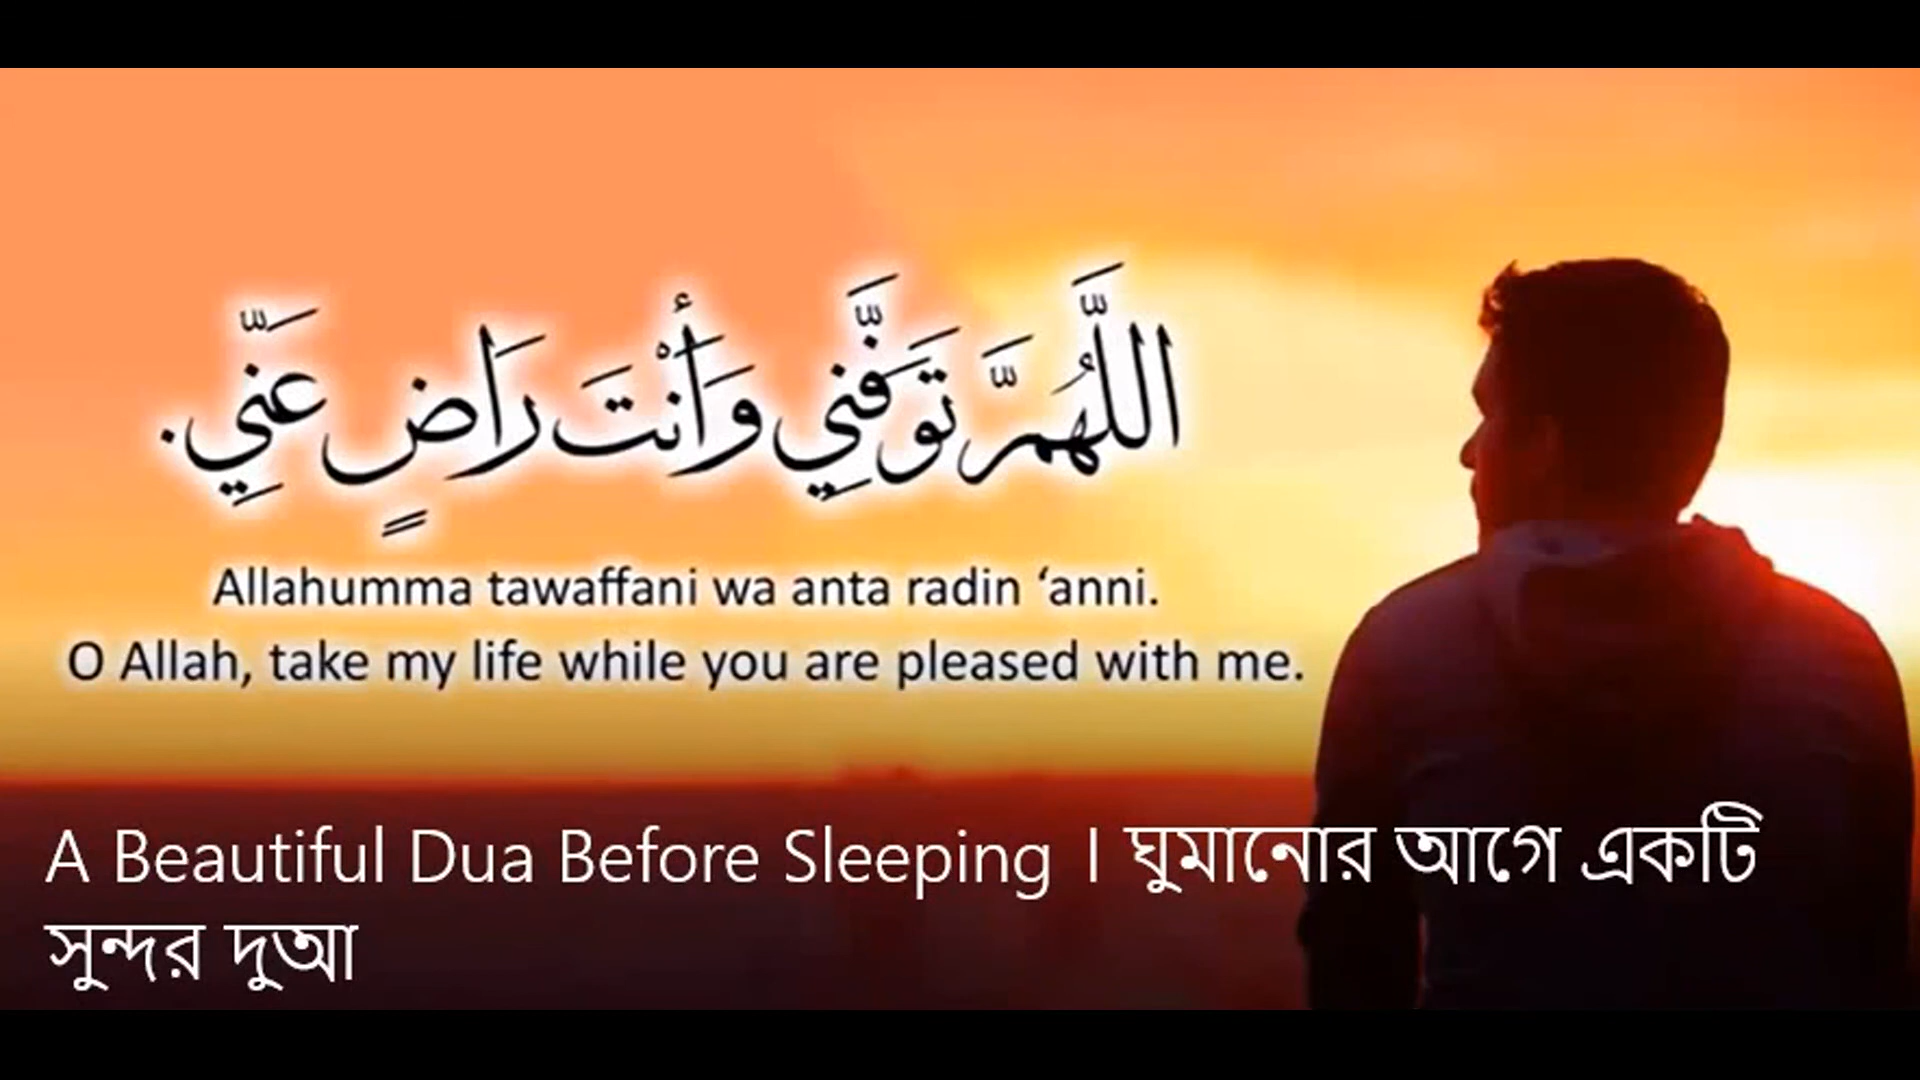 اللَّهُمَّ تَوَفَّنِي وَأَنْتَ رَاضٍ عَنِّي.
Allahumma tawaffani wa anta radin ‘anni.
O Allah, take my life while you are pleased with me.
A Beautiful Dua Before Sleeping । ঘুমানোর আগে একটি
সুন্দর দুআ